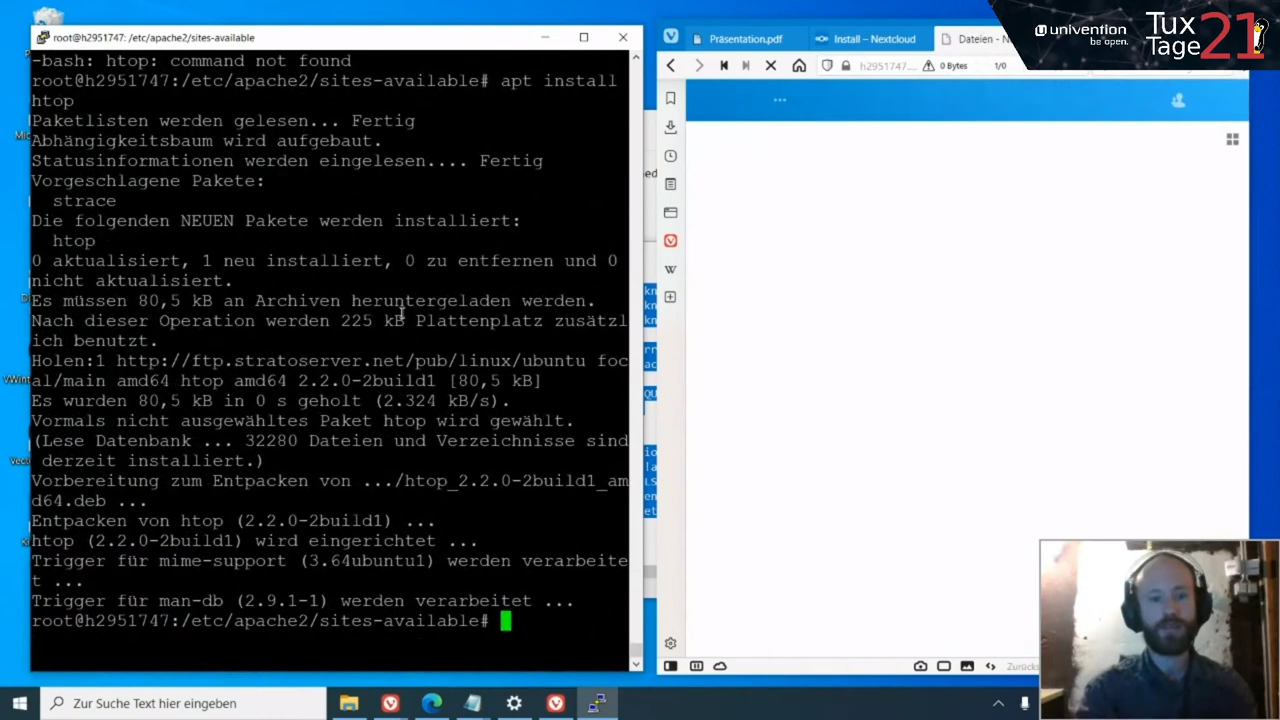 root@h2951747: /etc/apache2/sites-available
-bash: htop: command not found
root@h2951747:/etc/apache2/sites-available# apt install
htop
Paketlisten werden gelesen... Fertig
Abhängigkeitsbaum wird aufgebaut.
Statusinformationen werden eingelesen.... Fertig
Vorgeschlagene Pakete:
strace
Die folgenden NEUEN Pakete werden installiert:
htop
0 aktualisiert, 1 neu installiert, 0 zu entfernen und 0
nicht aktualisiert.
Es müssen 80,5 kB an Archiven heruntergeladen werden.
Nach dieser Operation werden 225 kB Plattenplatz zusätzl
ich benutzt.
Holen:1 http://ftp.stratoserver.net/pub/linux/ubuntu foc
al/main amd64 htop amd64 2.2.0-2build1 [80,5 kB]
Es wurden 80,5 kB in 0 s geholt (2.324 kB/s).
Vormals nicht ausgewähltes Paket htop wird gewählt.
(Lese Datenbank ... 32280 Dateien und Verzeichnisse sind
derzeit installiert.)
Vorbereitung zum Entpacken von .../htop_2.2.0-2build1_am
d64.deb ...
Entpacken von htop (2.2.0-2build1) ...
htop (2.2.0-2build1) wird eingerichtet ...
Trigger für mime-support (3.64ubuntu1) werden verarbeite
t ...
Trigger für man-db (2.9.1-1) werden verarbeitet ...
root@h2951747:/etc/apache2/sites-available#
Präsentation.pdf
Install – Nextcloud
Dateien - N
h2951747....
0 Bytes
1/0
W
Zurücks
univention
be open.
Tux
Tage
21
Zur Suche Text hier eingeben